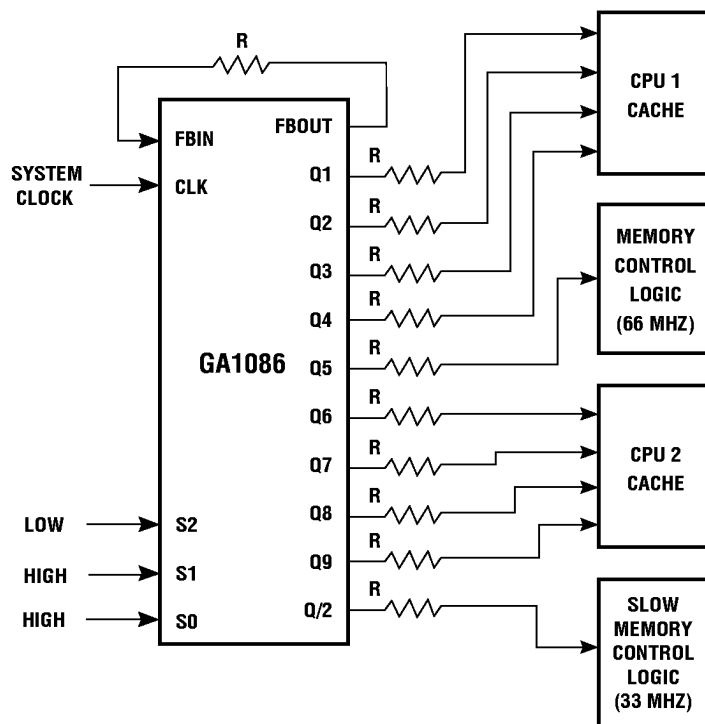 R
FBIN
FBOUT
SYSTEM
CLOCK
CLK
GA1086
LOW
S2
HIGH
S1
HIGH
S0
Q1
R
Q2
R
Q3
R
Q4
R
Q5
R
Q6
R
Q7
R
Q8
R
Q9
R
Q/2
R
CPU 1
CACHE
MEMORY
CONTROL
LOGIC
(66 MHZ)
CPU 2
CACHE
SLOW
MEMORY
CONTROL
LOGIC
(33 MHZ)